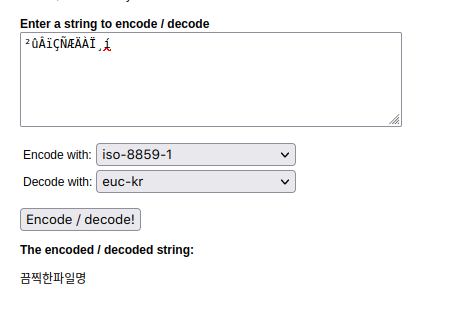 Enter a string to encode / decode
²ûÂïÇÑÆÄÀÏ¸í
Encode with: iso-8859-1
Decode with: euc-kr
Encode / decode!
The encoded / decoded string:
끔찍한파일명